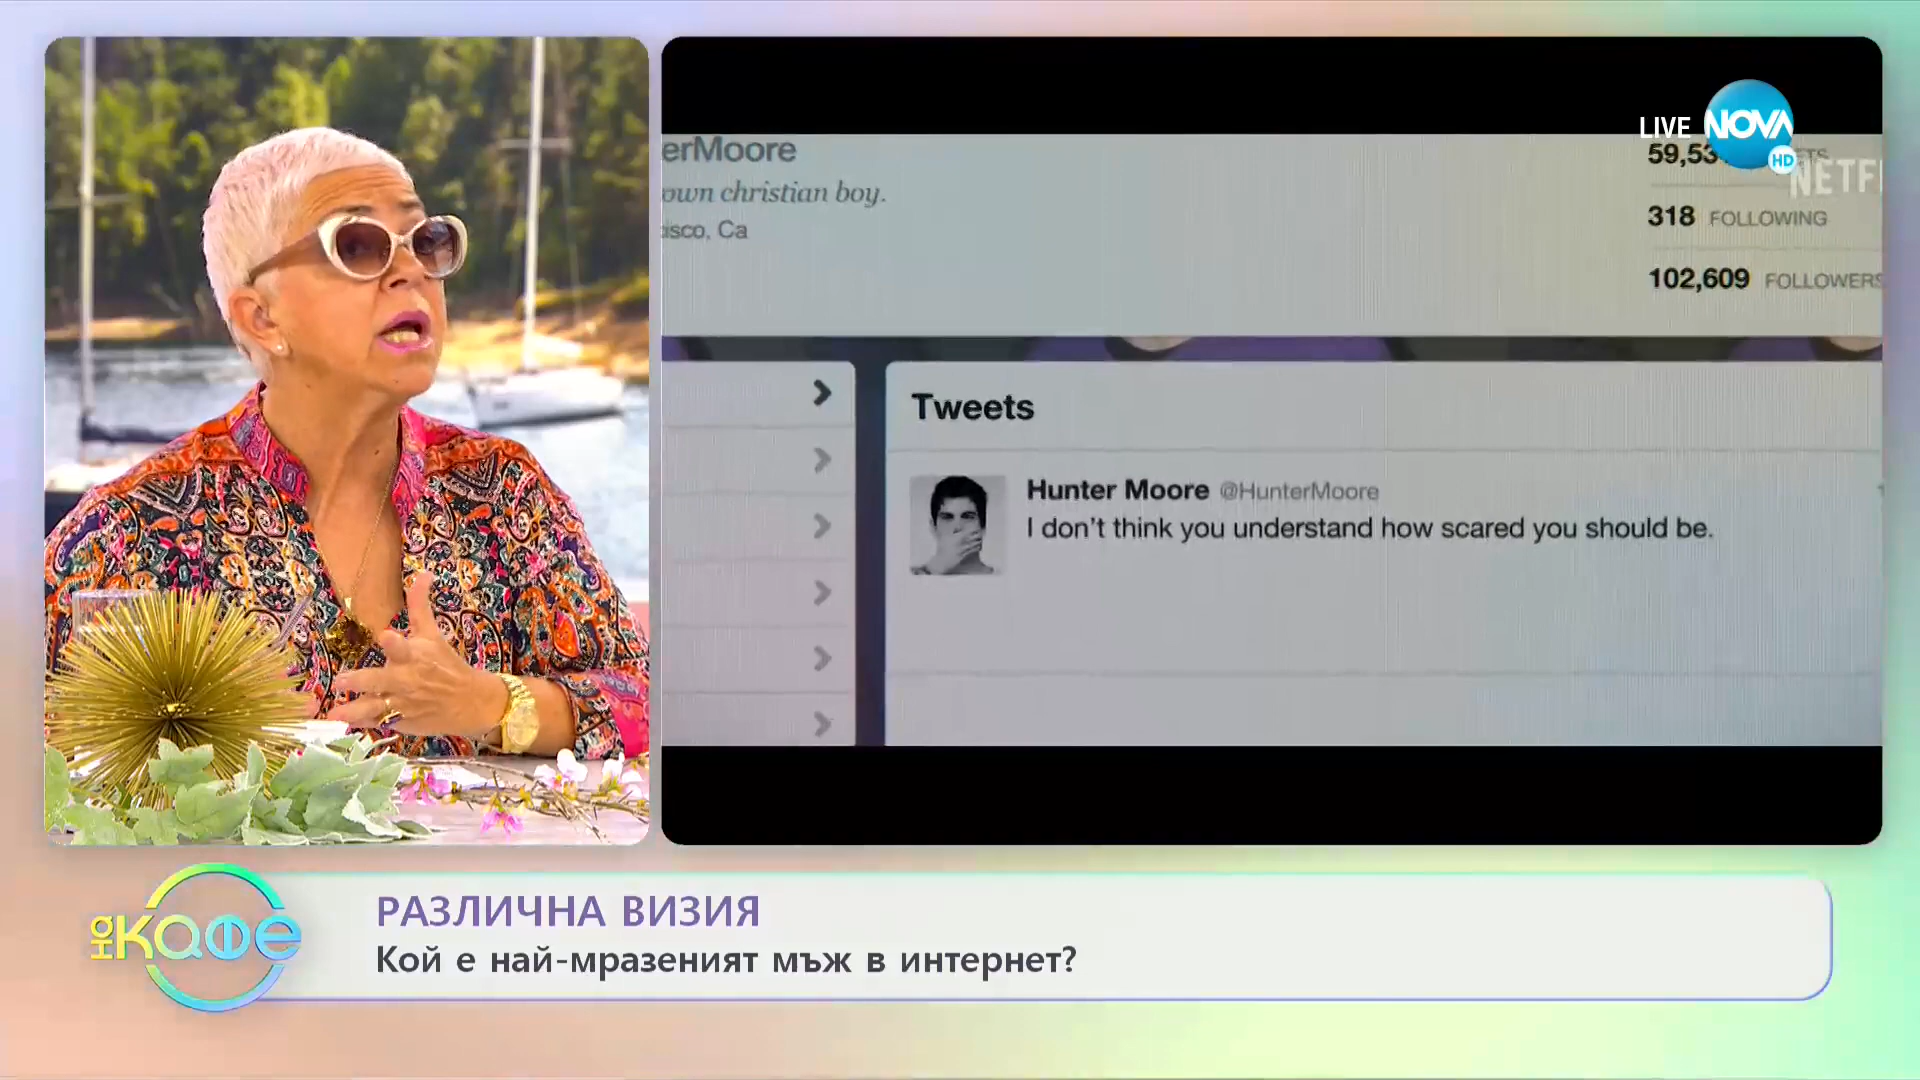 LIVE NOVA
HD
erMoore
own christian boy.
isco, Ca
59,53
NETF
318 FOLLOWING
102,609 FOLLOWERS
Tweets
Hunter Moore @HunterMoore
I don't think you understand how scared you should be.
на кафе
РАЗЛИЧНА ВИЗИЯ
Кой е най-мразеният мъж в интернет?